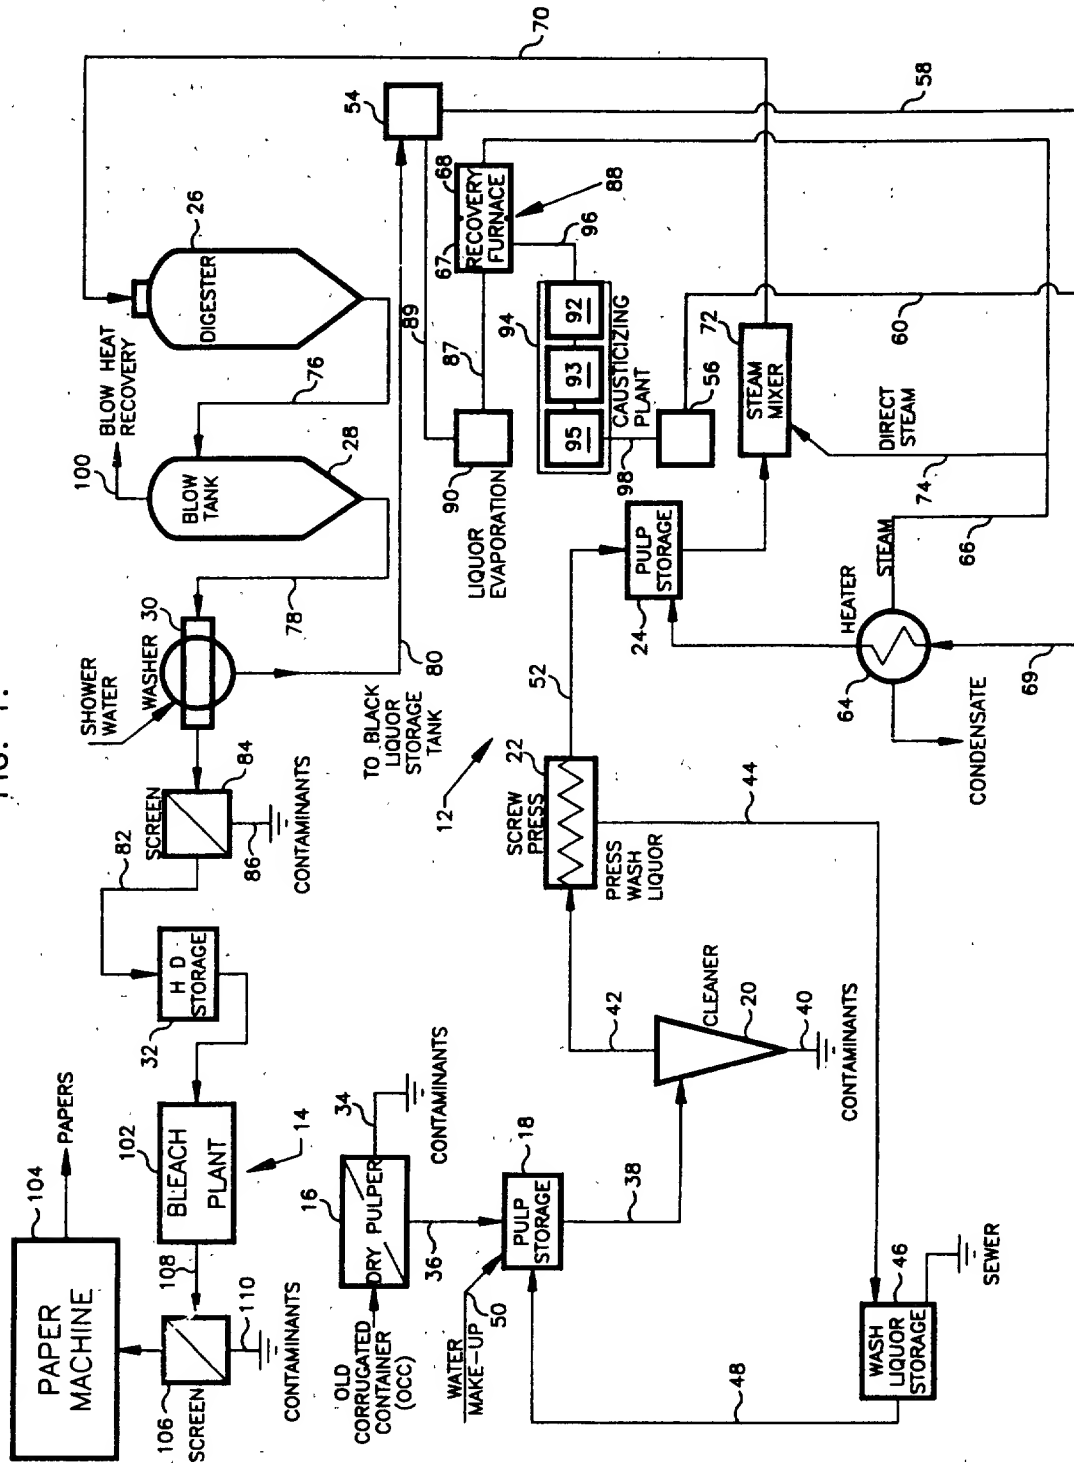 FIG. 1.
70
54
58
26
DIGESTER
BLOW HEAT
RECOVERY
100
76
28
BLOW
TANK
89
68
67
RECOVERY
FURNACE
88
96
87
90
LIQUOR
EVAPORATION
94
92
93
95
CAUSTICIZING
PLANT
98
56
60
72
STEAM
MIXER
DIRECT
STEAM
74
66
STEAM
HEATER
64
69
CONDENSATE
PULP
STORAGE
24
52
78
80
30
WASHER
SHOWER
WATER
TO BLACK
LIQUOR
STORAGE
TANK
12
22
SCREW
PRESS
PRESS
WASH
LIQUOR
44
84
SCREEN
82
86
CONTAMINANTS
H D
STORAGE
32
42
CLEANER
20
40
CONTAMINANTS
102
BLEACH
PLANT
14
104
PAPERS
PAPER
MACHINE
108
106
SCREEN
110
CONTAMINANTS
34
CONTAMINANTS
16
DRY PULPER
OLD
CORRUGATED
CONTAINER
(OCC)
36
18
PULP
STORAGE
38
50
WATER
MAKE-UP
48
46
WASH
LIQUOR
STORAGE
SEWER